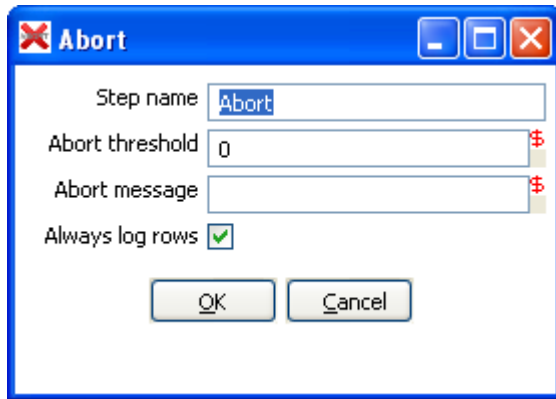 Abort
Step name Abort
Abort threshold 0 $
Abort message $
Always log rows
OK Cancel